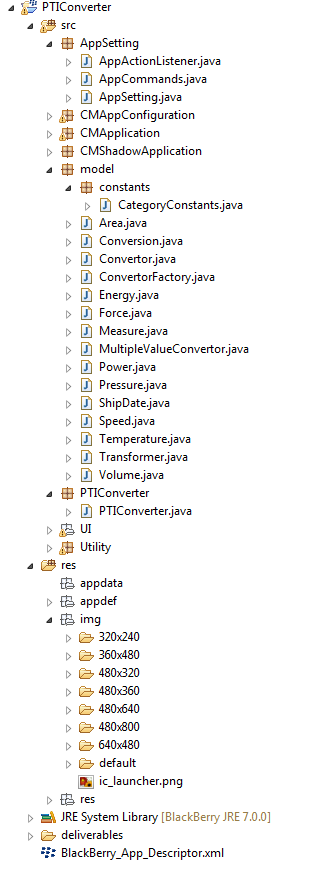 PTIConverter
src
AppSetting
AppActionListener.java
AppCommands.java
AppSetting.java
CMAppConfiguration
CMApplication
CMShadowApplication
model
constants
CategoryConstants.java
Area.java
Conversion.java
Convertor.java
ConvertorFactory.java
Energy.java
Force.java
Measure.java
MultipleValueConvertor.java
Power.java
Pressure.java
ShipDate.java
Speed.java
Temperature.java
Transformer.java
Volume.java
PTIConverter
PTIConverter.java
UI
Utility
res
appdata
appdef
img
320x240
360x480
480x320
480x360
480x640
480x800
640x480
default
ic_launcher.png
res
JRE System Library [BlackBerry JRE 7.0.0]
deliverables
BlackBerry_App_Descriptor.xml